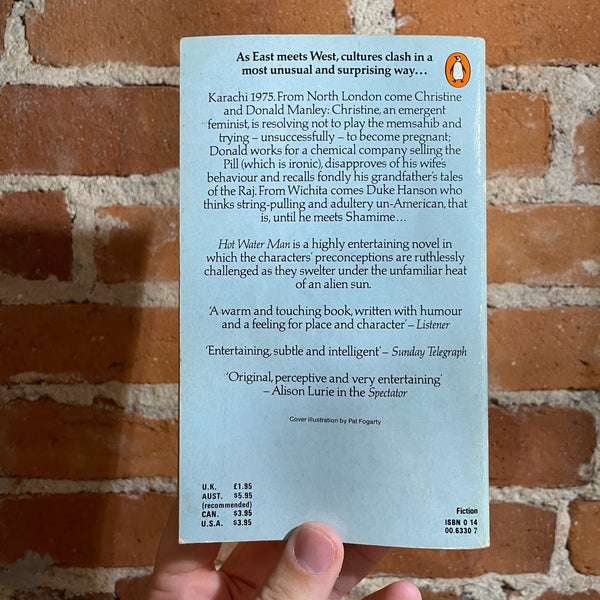 As East meets West, cultures clash in a
most unusual and surprising way...
Karachi 1975. From North London come Christine
and Donald Manley: Christine, an emergent
feminist, is resolving not to play the memsahib and
trying – unsuccessfully – to become pregnant;
Donald works for a chemical company selling the
Pill (which is ironic), disapproves of his wife's
behaviour and recalls fondly his grandfather's tales
of the Raj. From Wichita comes Duke Hanson who
thinks string-pulling and adultery un-American, that
is, until he meets Shamime...
Hot Water Man is a highly entertaining novel in
which the characters' preconceptions are ruthlessly
challenged as they swelter under the unfamiliar heat
of an alien sun.
'A warm and touching book, written with humour
and a feeling for place and character' – Listener
'Entertaining, subtle and intelligent' – Sunday Telegraph
'Original, perceptive and very entertaining'
– Alison Lurie in the Spectator
Cover illustration by Pat Fogarty
U.K. £1.95
AUST. $5.95
(recommended)
CAN. $3.95
U.S.A. $3.95
Fiction
ISBN 0 14
00.6330 7